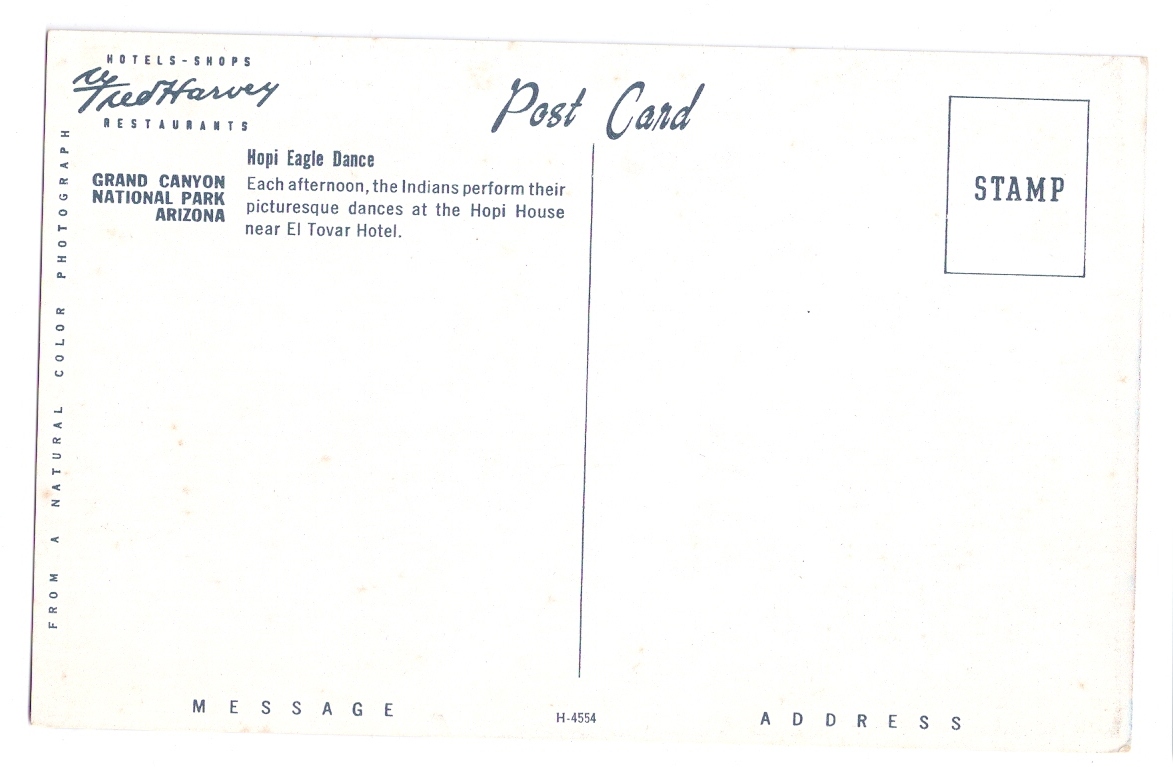 HOTELS-SHOPS
Fred Harvey
RESTAURANTS
Post Card
GRAND CANYON
NATIONAL PARK
ARIZONA
Hopi Eagle Dance
Each afternoon, the Indians perform their
picturesque dances at the Hopi House
near El Tovar Hotel.
STAMP
FROM A NATURAL COLOR PHOTOGRAPH
MESSAGE
H-4554
ADDRESS